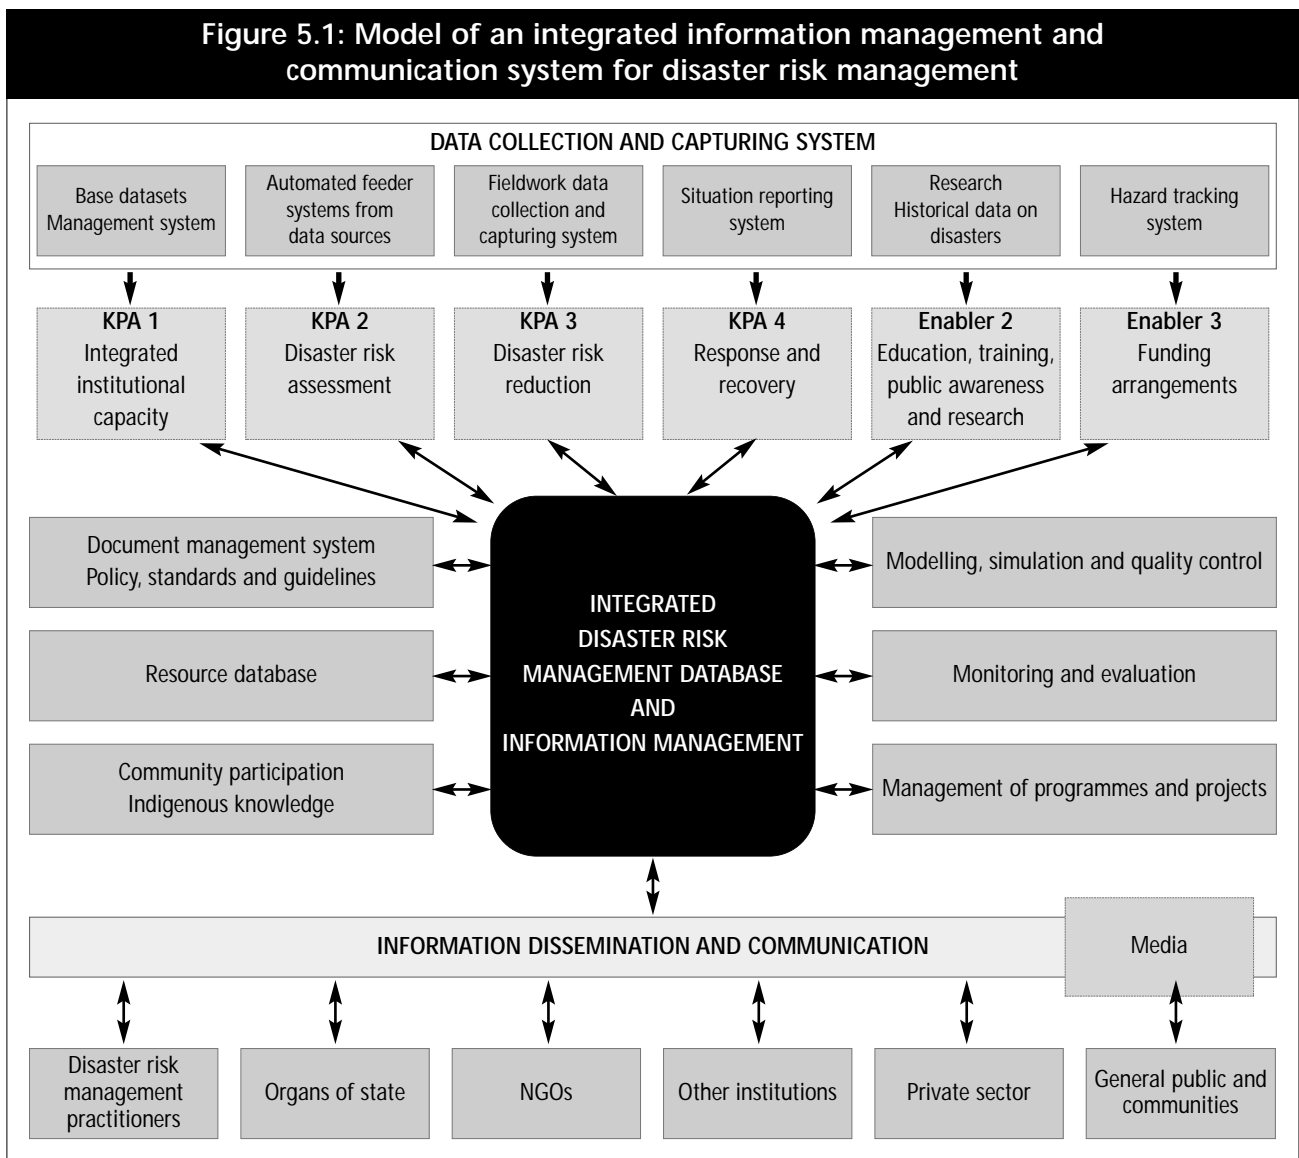 Figure 5.1: Model of an integrated information management and
communication system for disaster risk management
DATA COLLECTION AND CAPTURING SYSTEM
Base datasets
Management system
Automated feeder
systems from
data sources
Fieldwork data
collection and
capturing system
Situation reporting
system
Research
Historical data on
disasters
Hazard tracking
system
KPA 1
Integrated
institutional
capacity
KPA 2
Disaster risk
assessment
KPA 3
Disaster risk
reduction
KPA 4
Response and
recovery
Enabler 2
Education, training,
public awareness
and research
Enabler 3
Funding
arrangements
Document management system
Policy, standards and guidelines
Resource database
Community participation
Indigenous knowledge
INTEGRATED
DISASTER RISK
MANAGEMENT DATABASE
AND
INFORMATION MANAGEMENT
Modelling, simulation and quality control
Monitoring and evaluation
Management of programmes and projects
INFORMATION DISSEMINATION AND COMMUNICATION
Media
Disaster risk
management
practitioners
Organs of state
NGOs
Other institutions
Private sector
General public and
communities